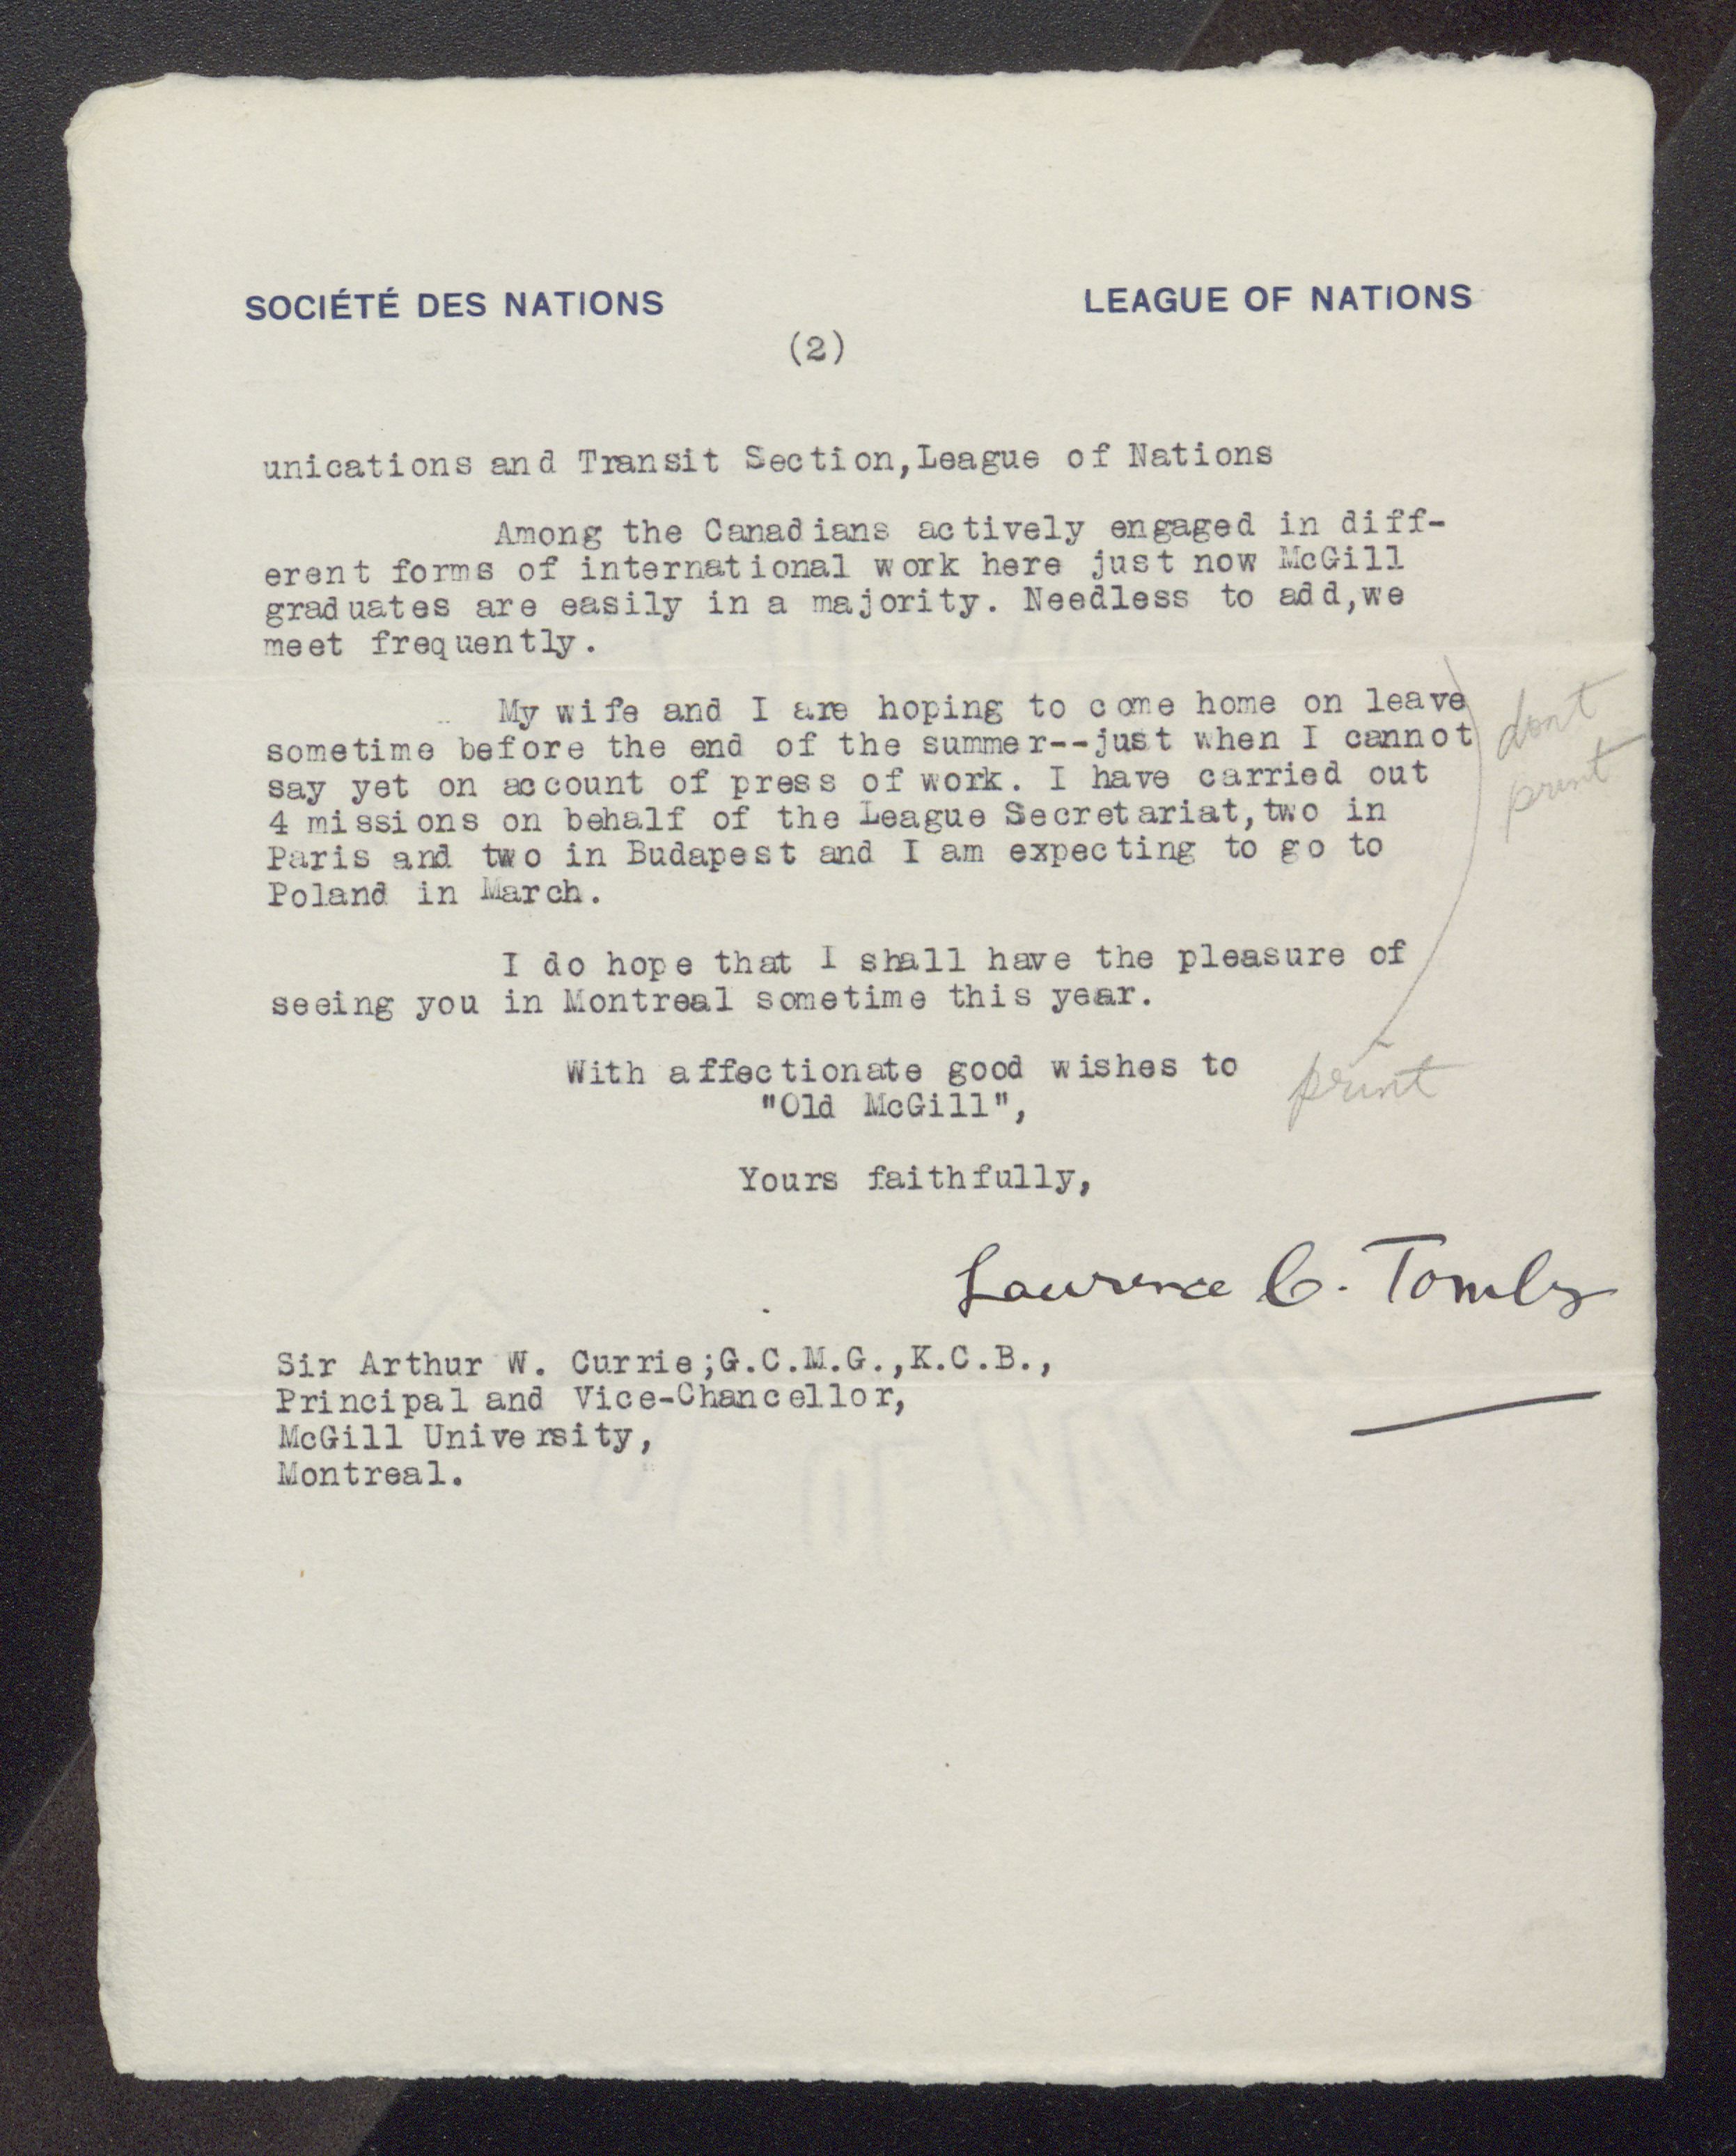 SOCIÉTÉ DES NATIONS LEAGUE OF NATIONS
(2)
unications and Transit Section,League of Nations
Among the Canadians actively engaged in diff-
erent forms of international work here just now McGill
graduates are easily in a majority. Needless to add,we
meet frequently.
My wife and I are hoping to come home on leave
sometime before the end of the summer--just when I cannot
say yet on account of press of work. I have carried out
4 missions on behalf of the League Secretariat,two in
Paris and two in Budapest and I am expecting to go to
Poland in March.
dont
print
I do hope that I shall have the pleasure of
seeing you in Montreal sometime this year.
With affectionate good wishes to
"Old McGill",
print
Yours faithfully,
Lawrence C. Tombs
Sir Arthur W. Currie;G.C.M.G.,K.C.B.,
Principal and Vice-Chancellor,
McGill University,
Montreal.